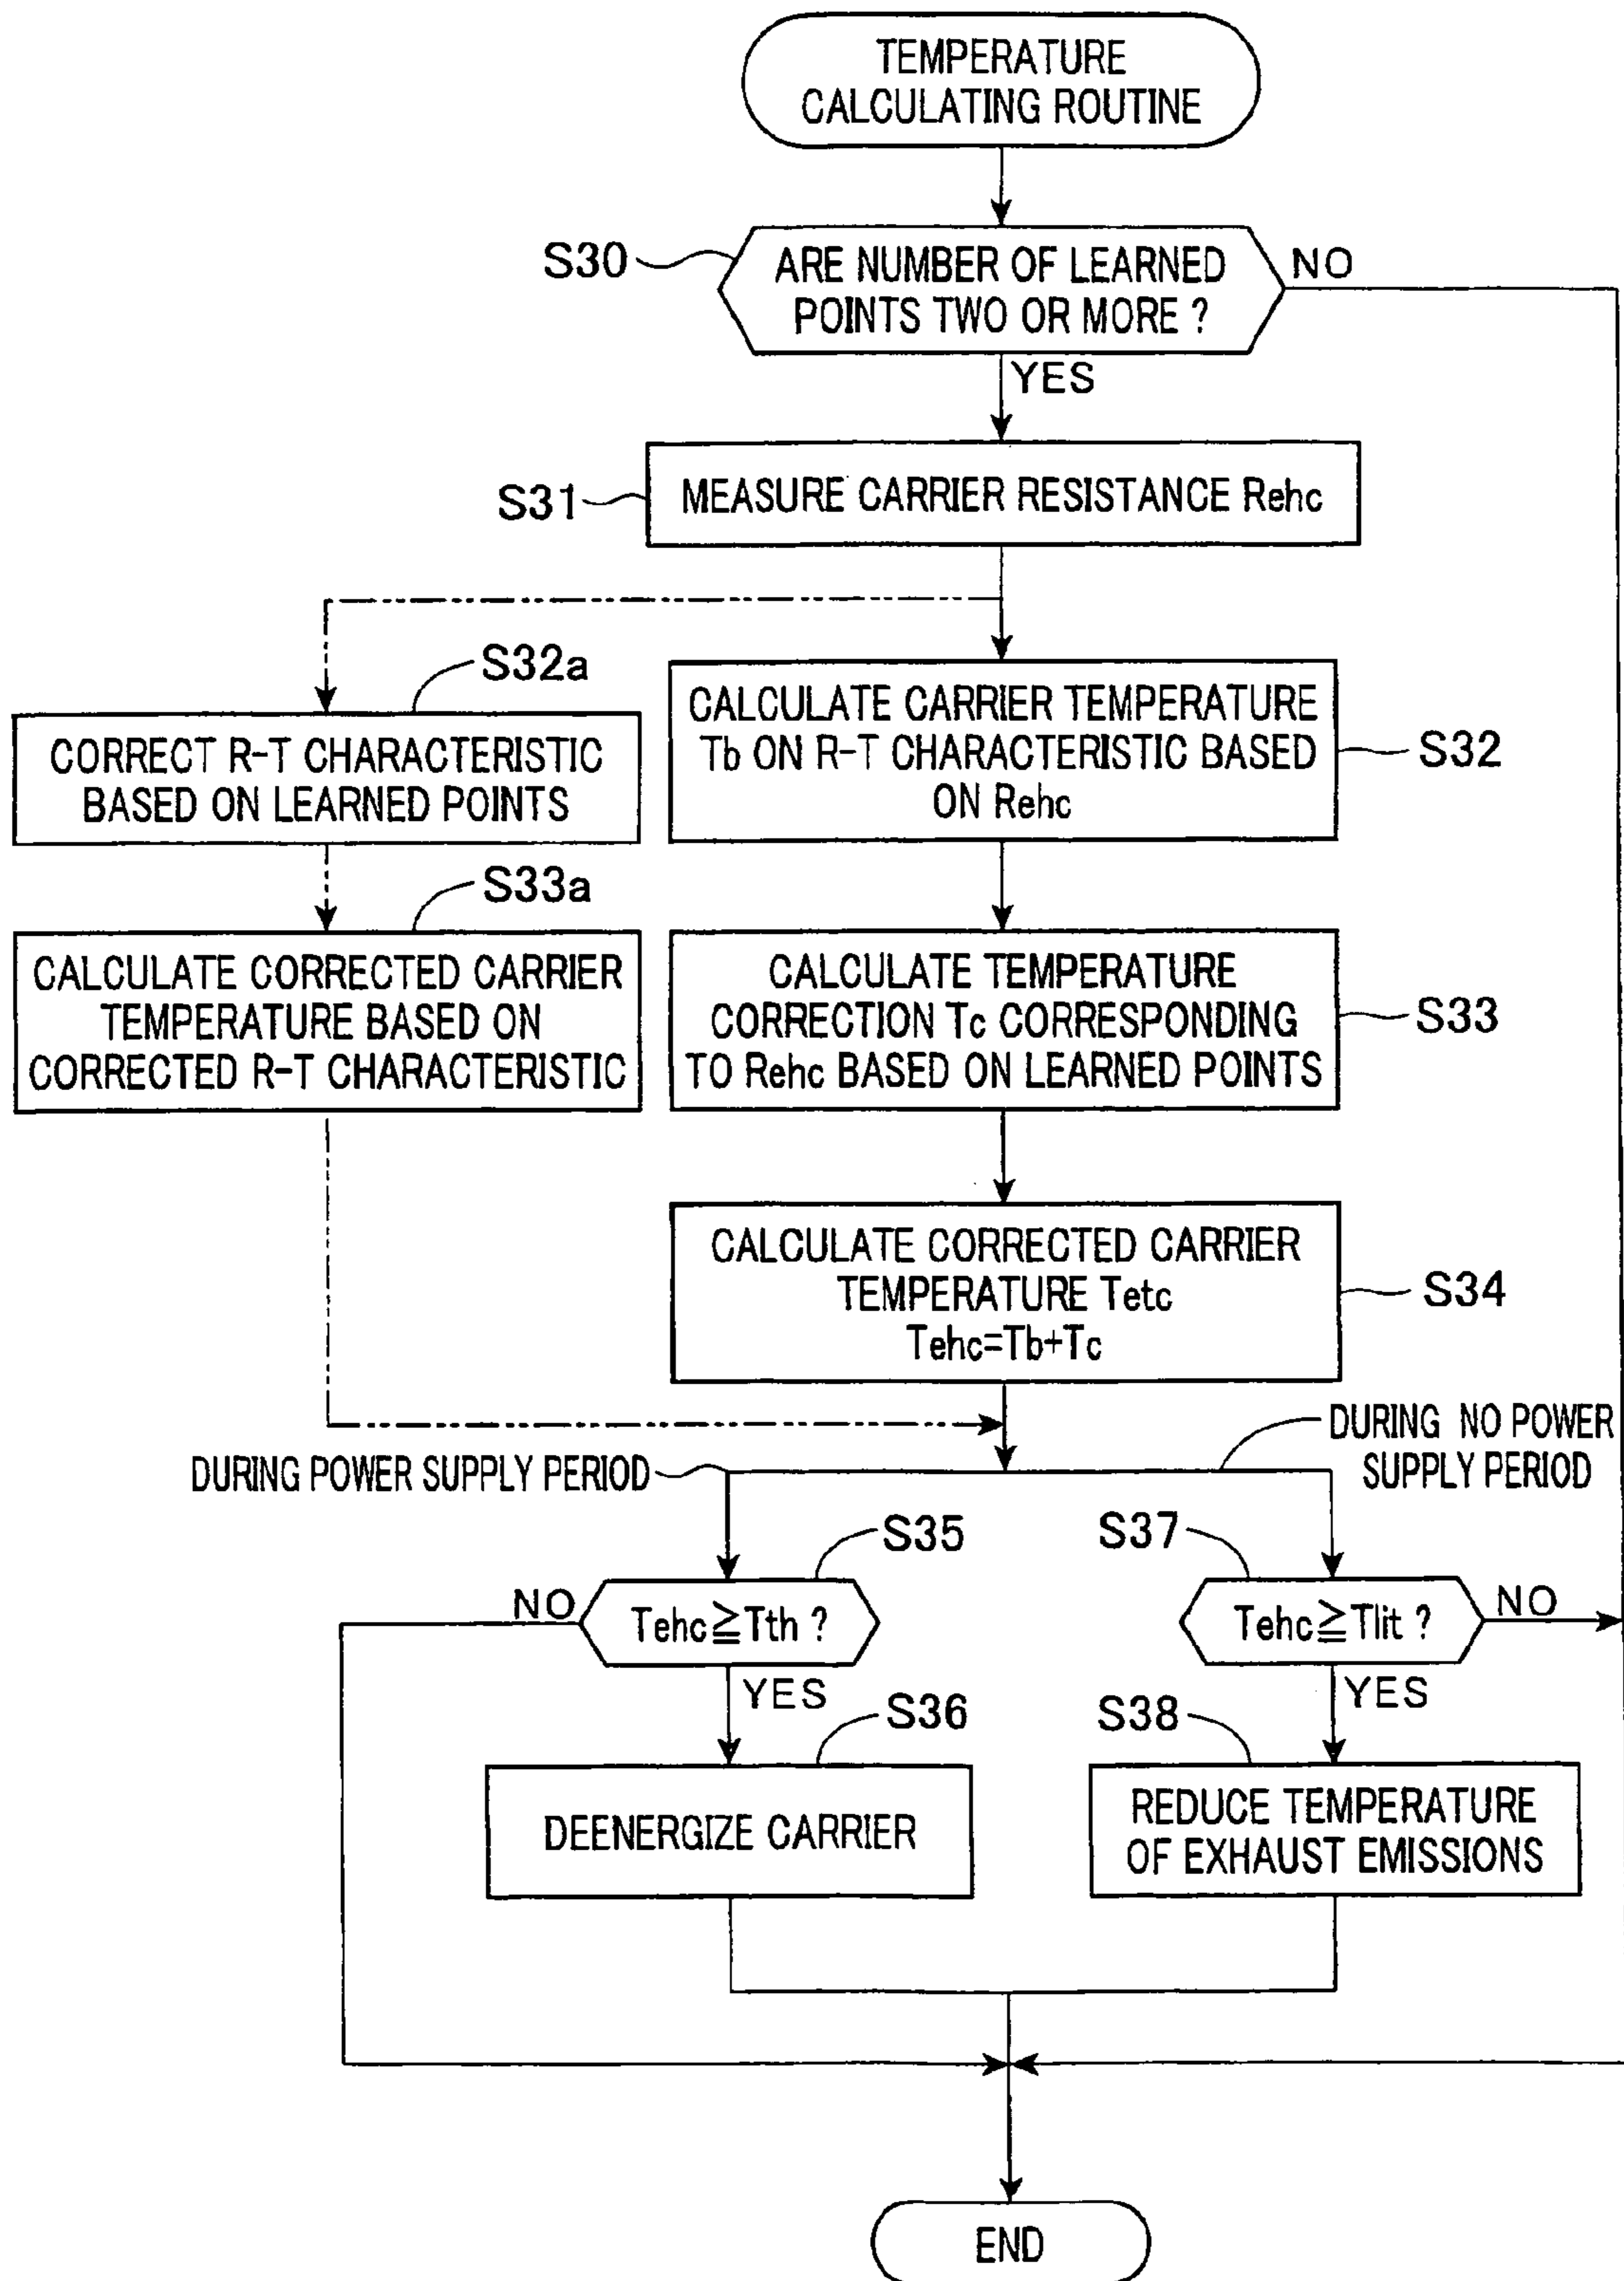 TEMPERATURE
CALCULATING ROUTINE
S30
ARE NUMBER OF LEARNED
POINTS TWO OR MORE ?
NO
YES
S31
MEASURE CARRIER RESISTANCE Rehc
S32a
CORRECT R-T CHARACTERISTIC
BASED ON LEARNED POINTS
CALCULATE CARRIER TEMPERATURE
Tb ON R-T CHARACTERISTIC BASED
ON Rehc
S32
S33a
CALCULATE CORRECTED CARRIER
TEMPERATURE BASED ON
CORRECTED R-T CHARACTERISTIC
CALCULATE TEMPERATURE
CORRECTION Tc CORRESPONDING
TO Rehc BASED ON LEARNED POINTS
S33
CALCULATE CORRECTED CARRIER
TEMPERATURE Tetc
Tehc=Tb+Tc
S34
DURING POWER SUPPLY PERIOD
DURING NO POWER
SUPPLY PERIOD
S35
NO
Tehc≧Tth ?
YES
S37
Tehc≧Tlit ?
NO
YES
S36
DEENERGIZE CARRIER
S38
REDUCE TEMPERATURE
OF EXHAUST EMISSIONS
END